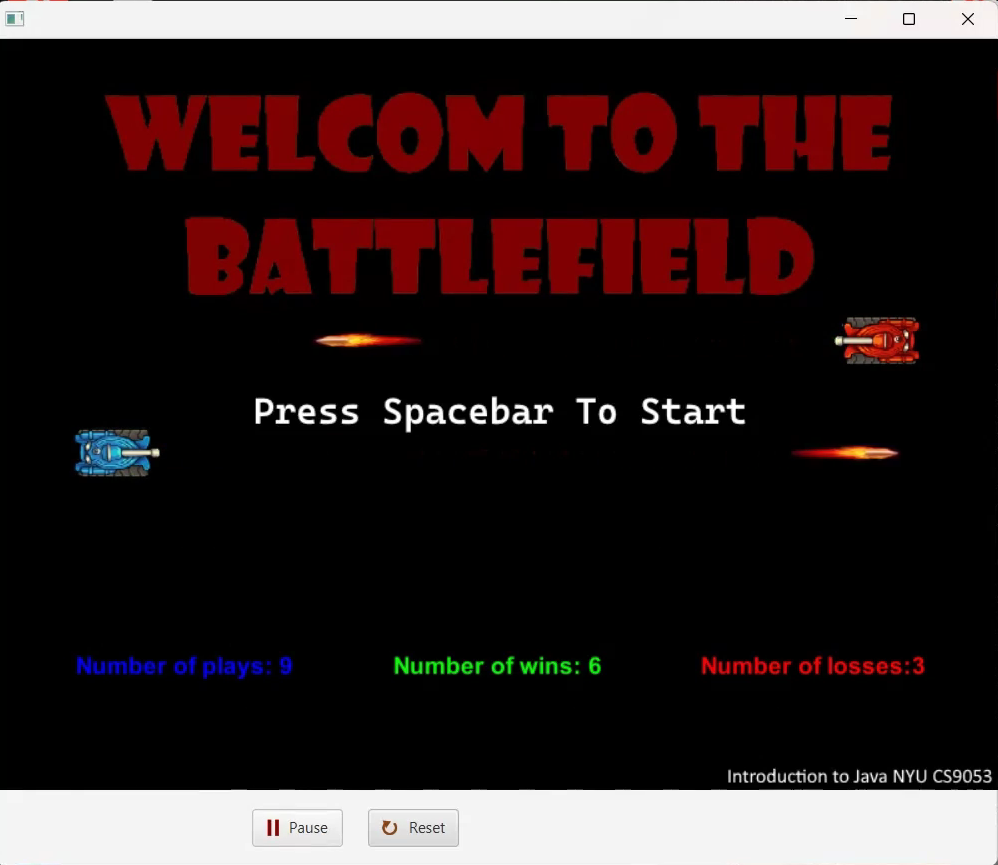 WELCOM TO THE
BATTLEFIELD
Press Spacebar To Start
Number of plays: 9 Number of wins: 6 Number of losses:3
Introduction to Java NYU CS9053
Pause Reset